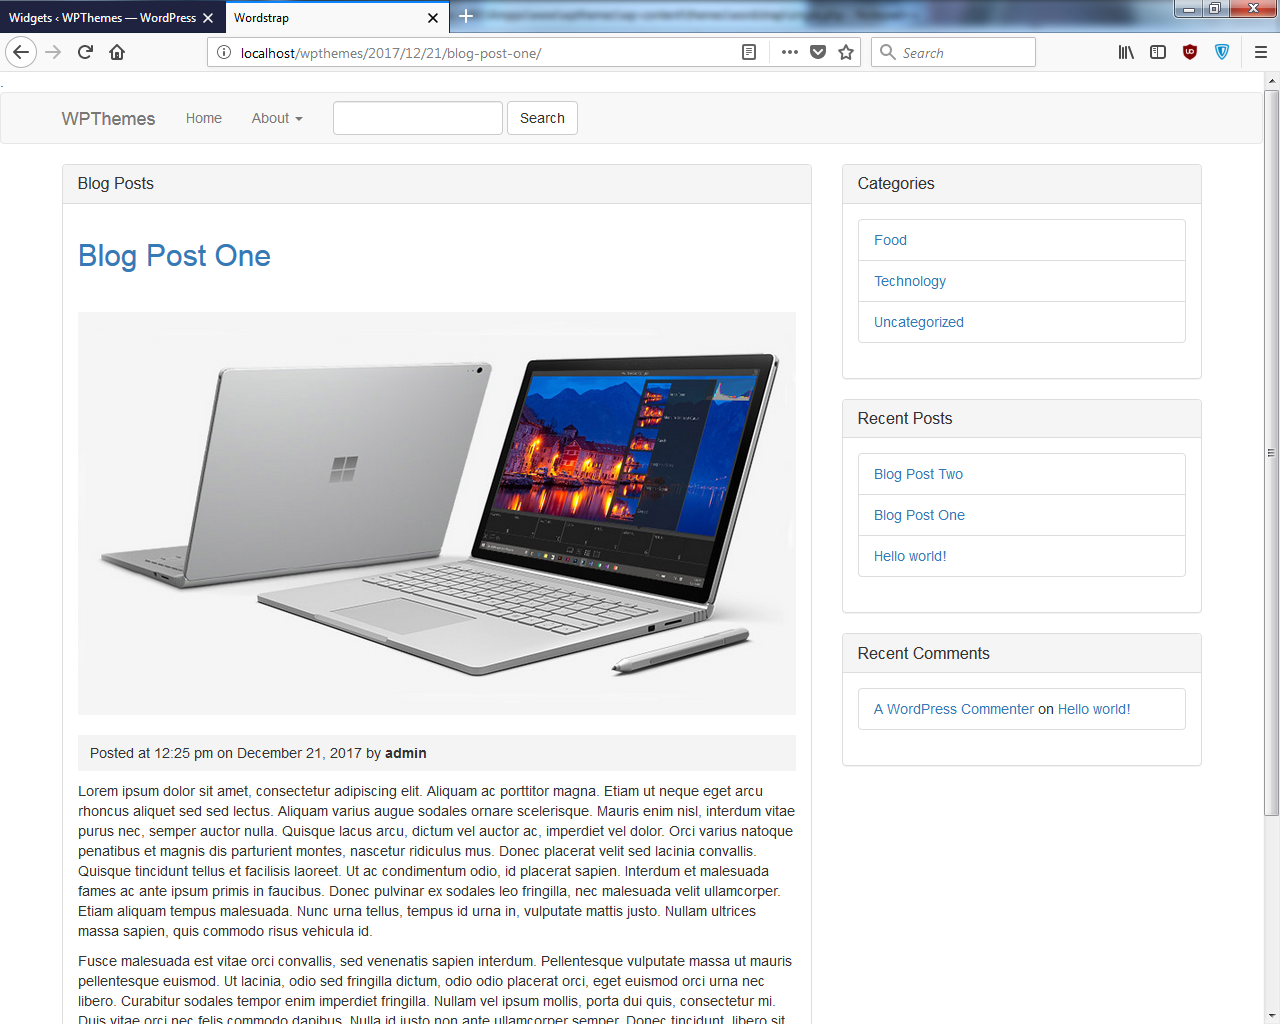 Widgets ‹ WPThemes — WordPress
Wordstrap
localhost/wpthemes/2017/12/21/blog-post-one/
Search
WPThemes
Home
About
Search
Blog Posts
Blog Post One
Posted at 12:25 pm on December 21, 2017 by admin
Lorem ipsum dolor sit amet, consectetur adipiscing elit. Aliquam ac porttitor magna. Etiam ut neque eget arcu
rhoncus aliquet sed sed lectus. Aliquam varius augue sodales ornare scelerisque. Mauris enim nisl, interdum vitae
purus nec, semper auctor nulla. Quisque lacus arcu, dictum vel auctor ac, imperdiet vel dolor. Orci varius natoque
penatibus et magnis dis parturient montes, nascetur ridiculus mus. Donec placerat velit sed lacinia convallis.
Quisque tincidunt tellus et facilisis laoreet. Ut ac condimentum odio, id placerat sapien. Interdum et malesuada
fames ac ante ipsum primis in faucibus. Donec pulvinar ex sodales leo fringilla, nec malesuada velit ullamcorper.
Etiam aliquam tempus malesuada. Nunc urna tellus, tempus id urna in, vulputate mattis justo. Nullam ultrices
massa sapien, quis commodo risus vehicula id.
Fusce malesuada est vitae orci convallis, sed venenatis sapien interdum. Pellentesque vulputate massa ut mauris
pellentesque euismod. Ut lacinia, odio sed fringilla dictum, odio odio placerat orci, eget euismod orci urna nec
libero. Curabitur sodales tempor enim imperdiet fringilla. Nullam vel ipsum mollis, porta dui quis, consectetur mi.
Duis vitae orci nec felis commodo dapibus. Nulla id justo non ante ullamcorper semper. Donec tincidunt, libero sit
Categories
Food
Technology
Uncategorized
Recent Posts
Blog Post Two
Blog Post One
Hello world!
Recent Comments
A WordPress Commenter on Hello world!